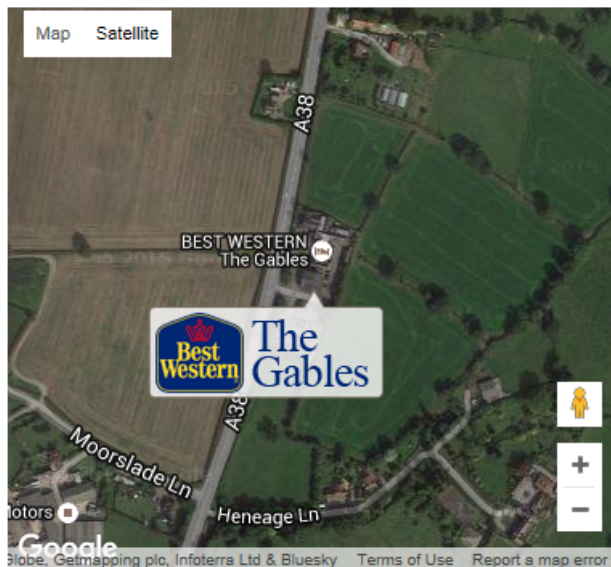 Map Satellite
A38
BEST WESTERN
The Gables
Best
Western
The
Gables
A38
Moorslade Ln
Heneage Ln
Motors
Google
Globe, Getmapping plc, Infoterra Ltd & Bluesky Terms of Use Report a map error